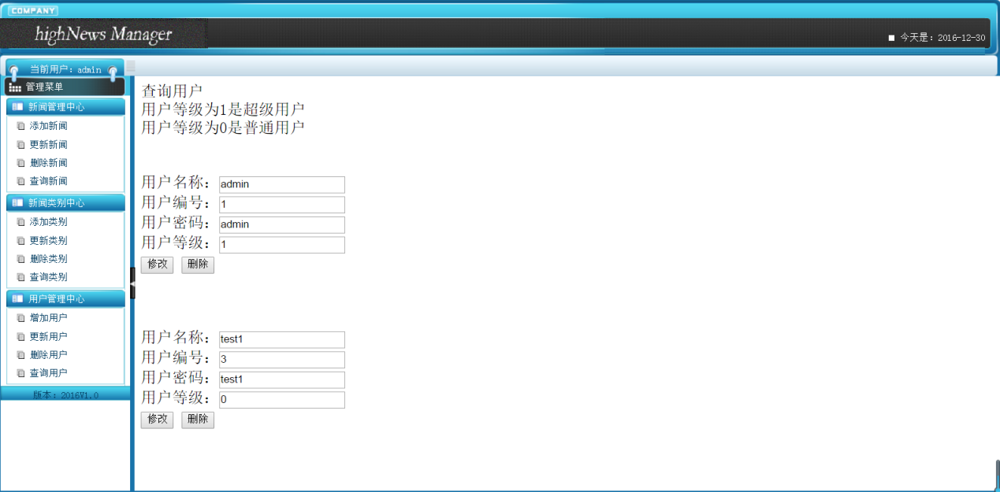 COMPANY
highNews Manager
今天是：2016-12-30
当前用户：admin
管理菜单
新闻管理中心
添加新闻
更新新闻
删除新闻
查询新闻
新闻类别中心
添加类别
更新类别
删除类别
查询类别
用户管理中心
增加用户
更新用户
删除用户
查询用户
版本：2016V1.0
查询用户
用户等级为1是超级用户
用户等级为0是普通用户
用户名称：admin
用户编号：1
用户密码：admin
用户等级：1
修改 删除
用户名称：test1
用户编号：3
用户密码：test1
用户等级：0
修改 删除